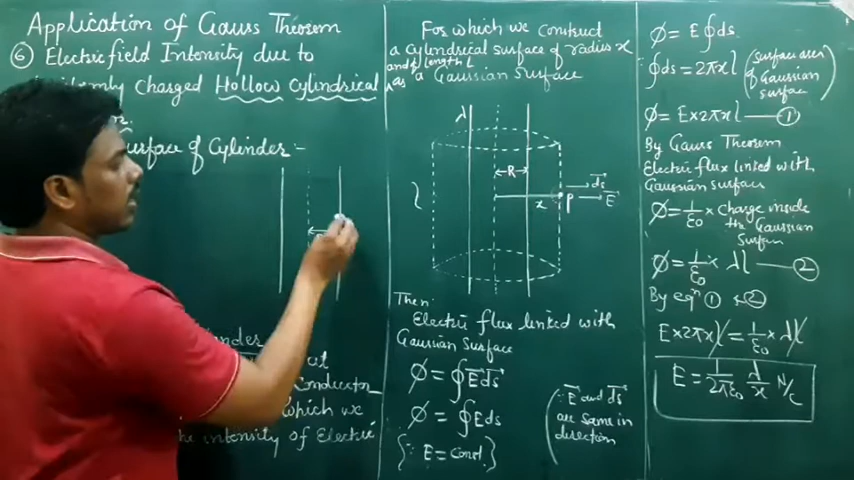 Application of Gauss Theorem
⑥ Electric field Intensity due to
charged Hollow Cylindrical
Surface of Cylinder:-
R
at
Conductor
which we
the intensity of Electric
For which we Construct
a cylendrical surface of radius x
and of length l
as a Gaussian Surface
λ
R
x
P
ds
E
l
Then
Electric flux linked with
Gaussian Surface
φ = ∮E⃗ds⃗
φ = ∮Eds
{∵ E = Const.}
(∵ E⃗ and ds⃗
are same in
direction)
φ = E∮ds
∵ ∮ds = 2πxl (Surface area
of Gaussian
Surface)
φ = E×2πxl —①
By Gauss Theorem
Electric flux linked with
Gaussian Surface
φ = 1/ε0 × Charge inside
the Gaussian
Surface
φ = 1/ε0 × λl —②
By eqn ① & ②
E×2πxl = 1/ε0 × λl
E = 1/2πε0 λ/x N/C